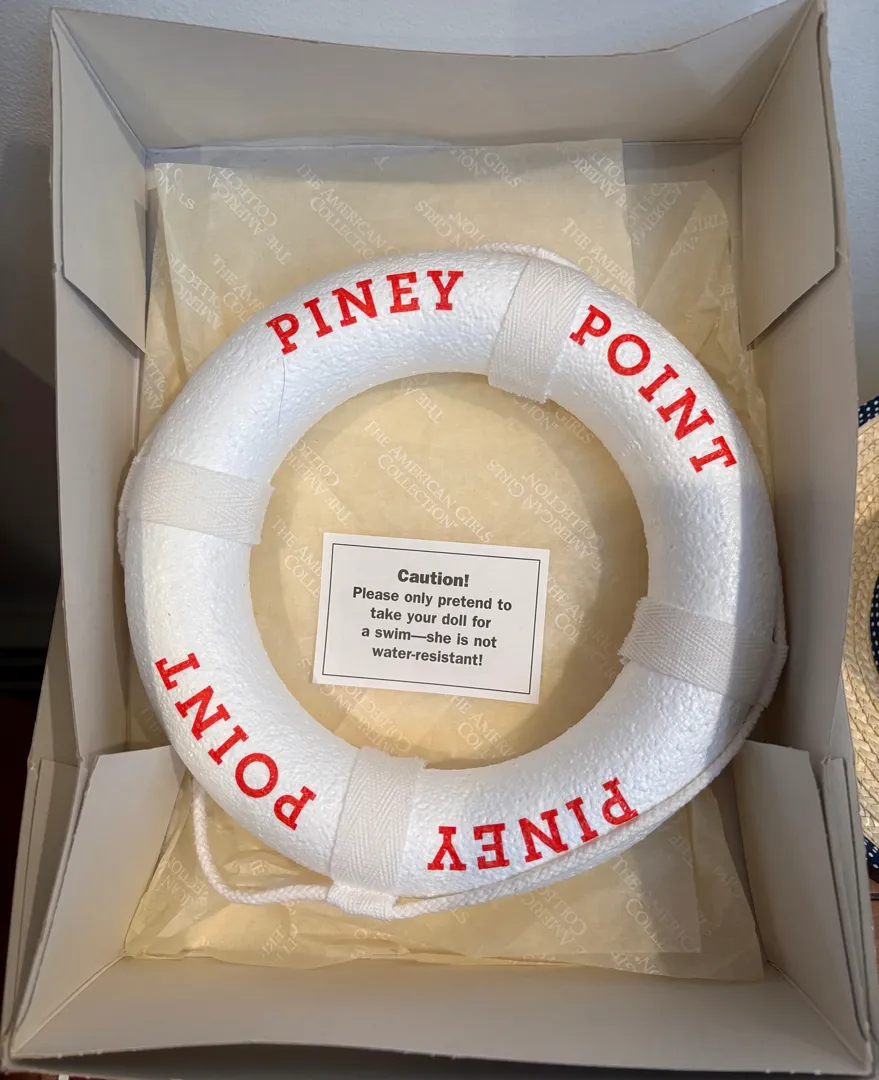 PINEY
POINT
Caution!
Please only pretend to
take your doll for
a swim—she is not
water-resistant!
POINT
PINEY
THE AMERICAN GIRLS
COLLECTION